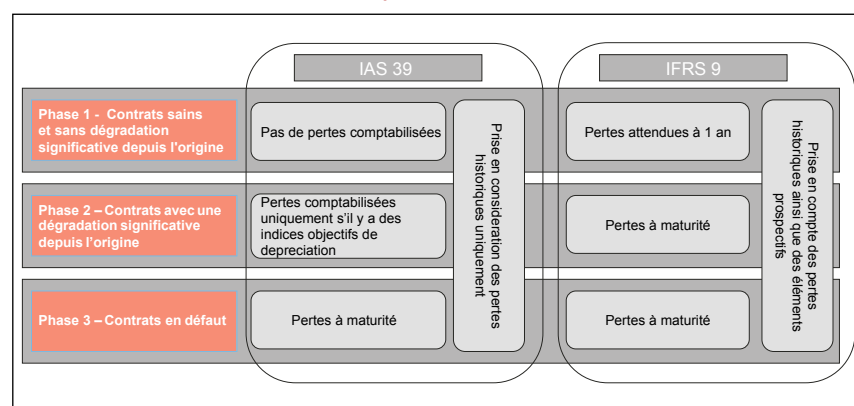 IAS 39
IFRS 9
Phase 1 - Contrats sains
et sans dégradation
significative depuis l'origine
Pas de pertes comptabilisées
Pertes attendues à 1 an
Phase 2 – Contrats avec une
dégradation significative
depuis l'origine
Pertes comptabilisées
uniquement s'il y a des
indices objectifs de
depreciation
Pertes à maturité
Phase 3 – Contrats en défaut
Pertes à maturité
Pertes à maturité
Prise en consideration des pertes
historiques uniquement
Prise en compte des pertes
historiques ainsi que des éléments
prospectifs